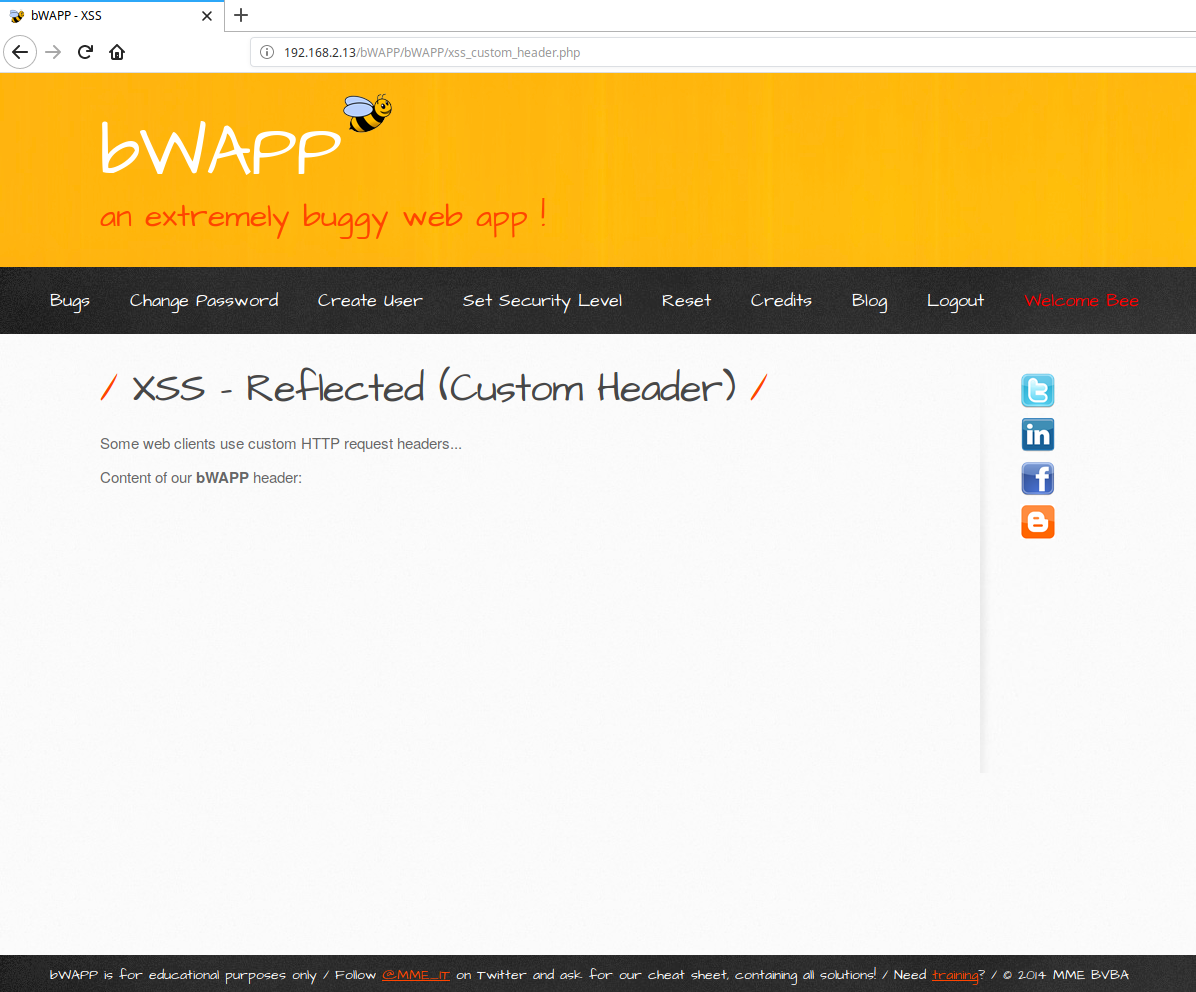 bWAPP - XSS
192.168.2.13/bWAPP/bWAPP/xss_custom_header.php
bWAPP
an extremely buggy web app !
Bugs Change Password Create User Set Security Level Reset Credits Blog Logout Welcome Bee
/ XSS - Reflected (Custom Header) /
Some web clients use custom HTTP request headers...
Content of our bWAPP header:
bWAPP is for educational purposes only / Follow @MME_IT on Twitter and ask for our cheat sheet, containing all solutions! / Need training? / © 2014 MME BVBA